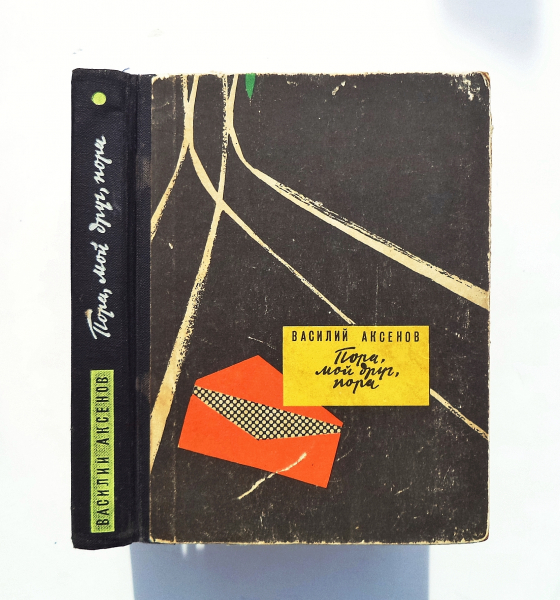 Пора, мой друг, пора
ВАСИЛИЙ АКСЕНОВ
ВАСИЛИЙ АКСЕНОВ
Пора,
мой друг,
пора